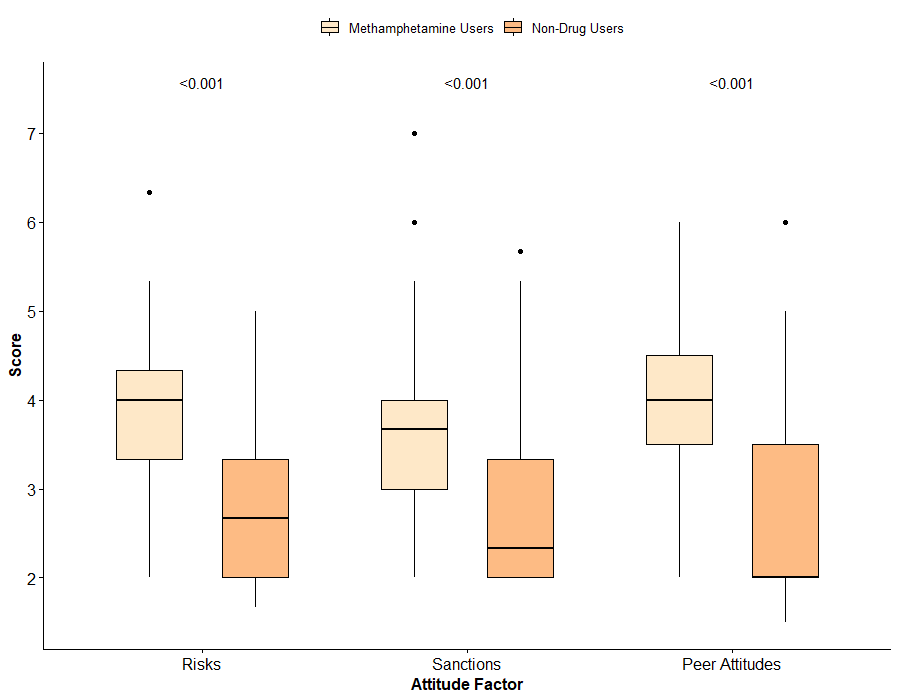 Methamphetamine Users Non-Drug Users
<0.001 <0.001 <0.001
7
6
5
4
3
2
Score
Risks Sanctions Peer Attitudes
Attitude Factor